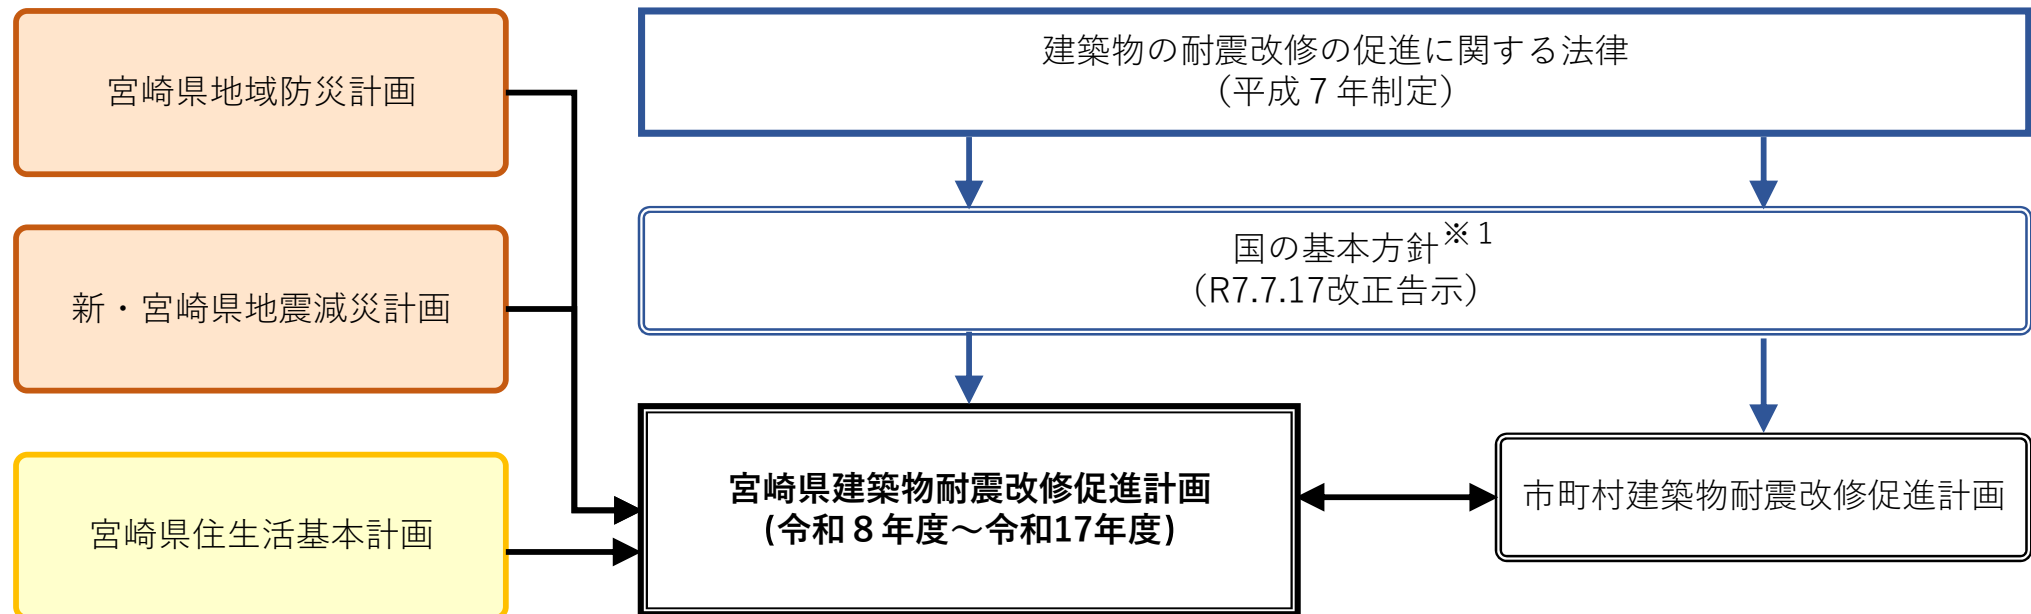 宮崎県地域防災計画
新・宮崎県地震減災計画
宮崎県住生活基本計画
建築物の耐震改修の促進に関する法律
（平成７年制定）
国の基本方針※１
（R7.7.17改正告示）
宮崎県建築物耐震改修促進計画
(令和８年度～令和17年度)
市町村建築物耐震改修促進計画